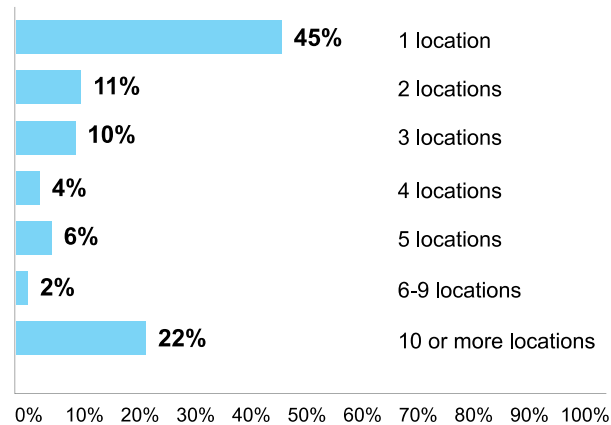 45% 1 location
11% 2 locations
10% 3 locations
4% 4 locations
6% 5 locations
2% 6-9 locations
22% 10 or more locations
0% 10% 20% 30% 40% 50% 60% 70% 80% 90% 100%